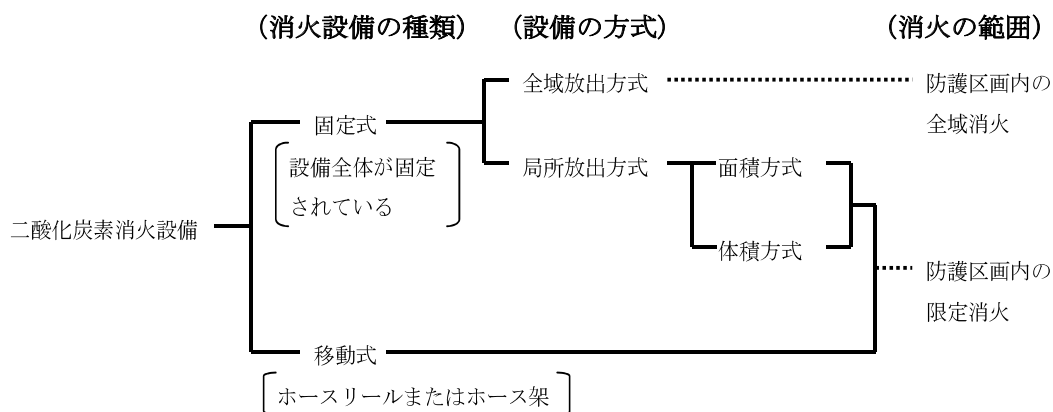 （消火設備の種類） （設備の方式） （消火の範囲）
全域放出方式 防護区画内の
全域消火
固定式
設備全体が固定
されている
局所放出方式 面積方式
二酸化炭素消火設備
体積方式
防護区画内の
限定消火
移動式
ホースリールまたはホース架